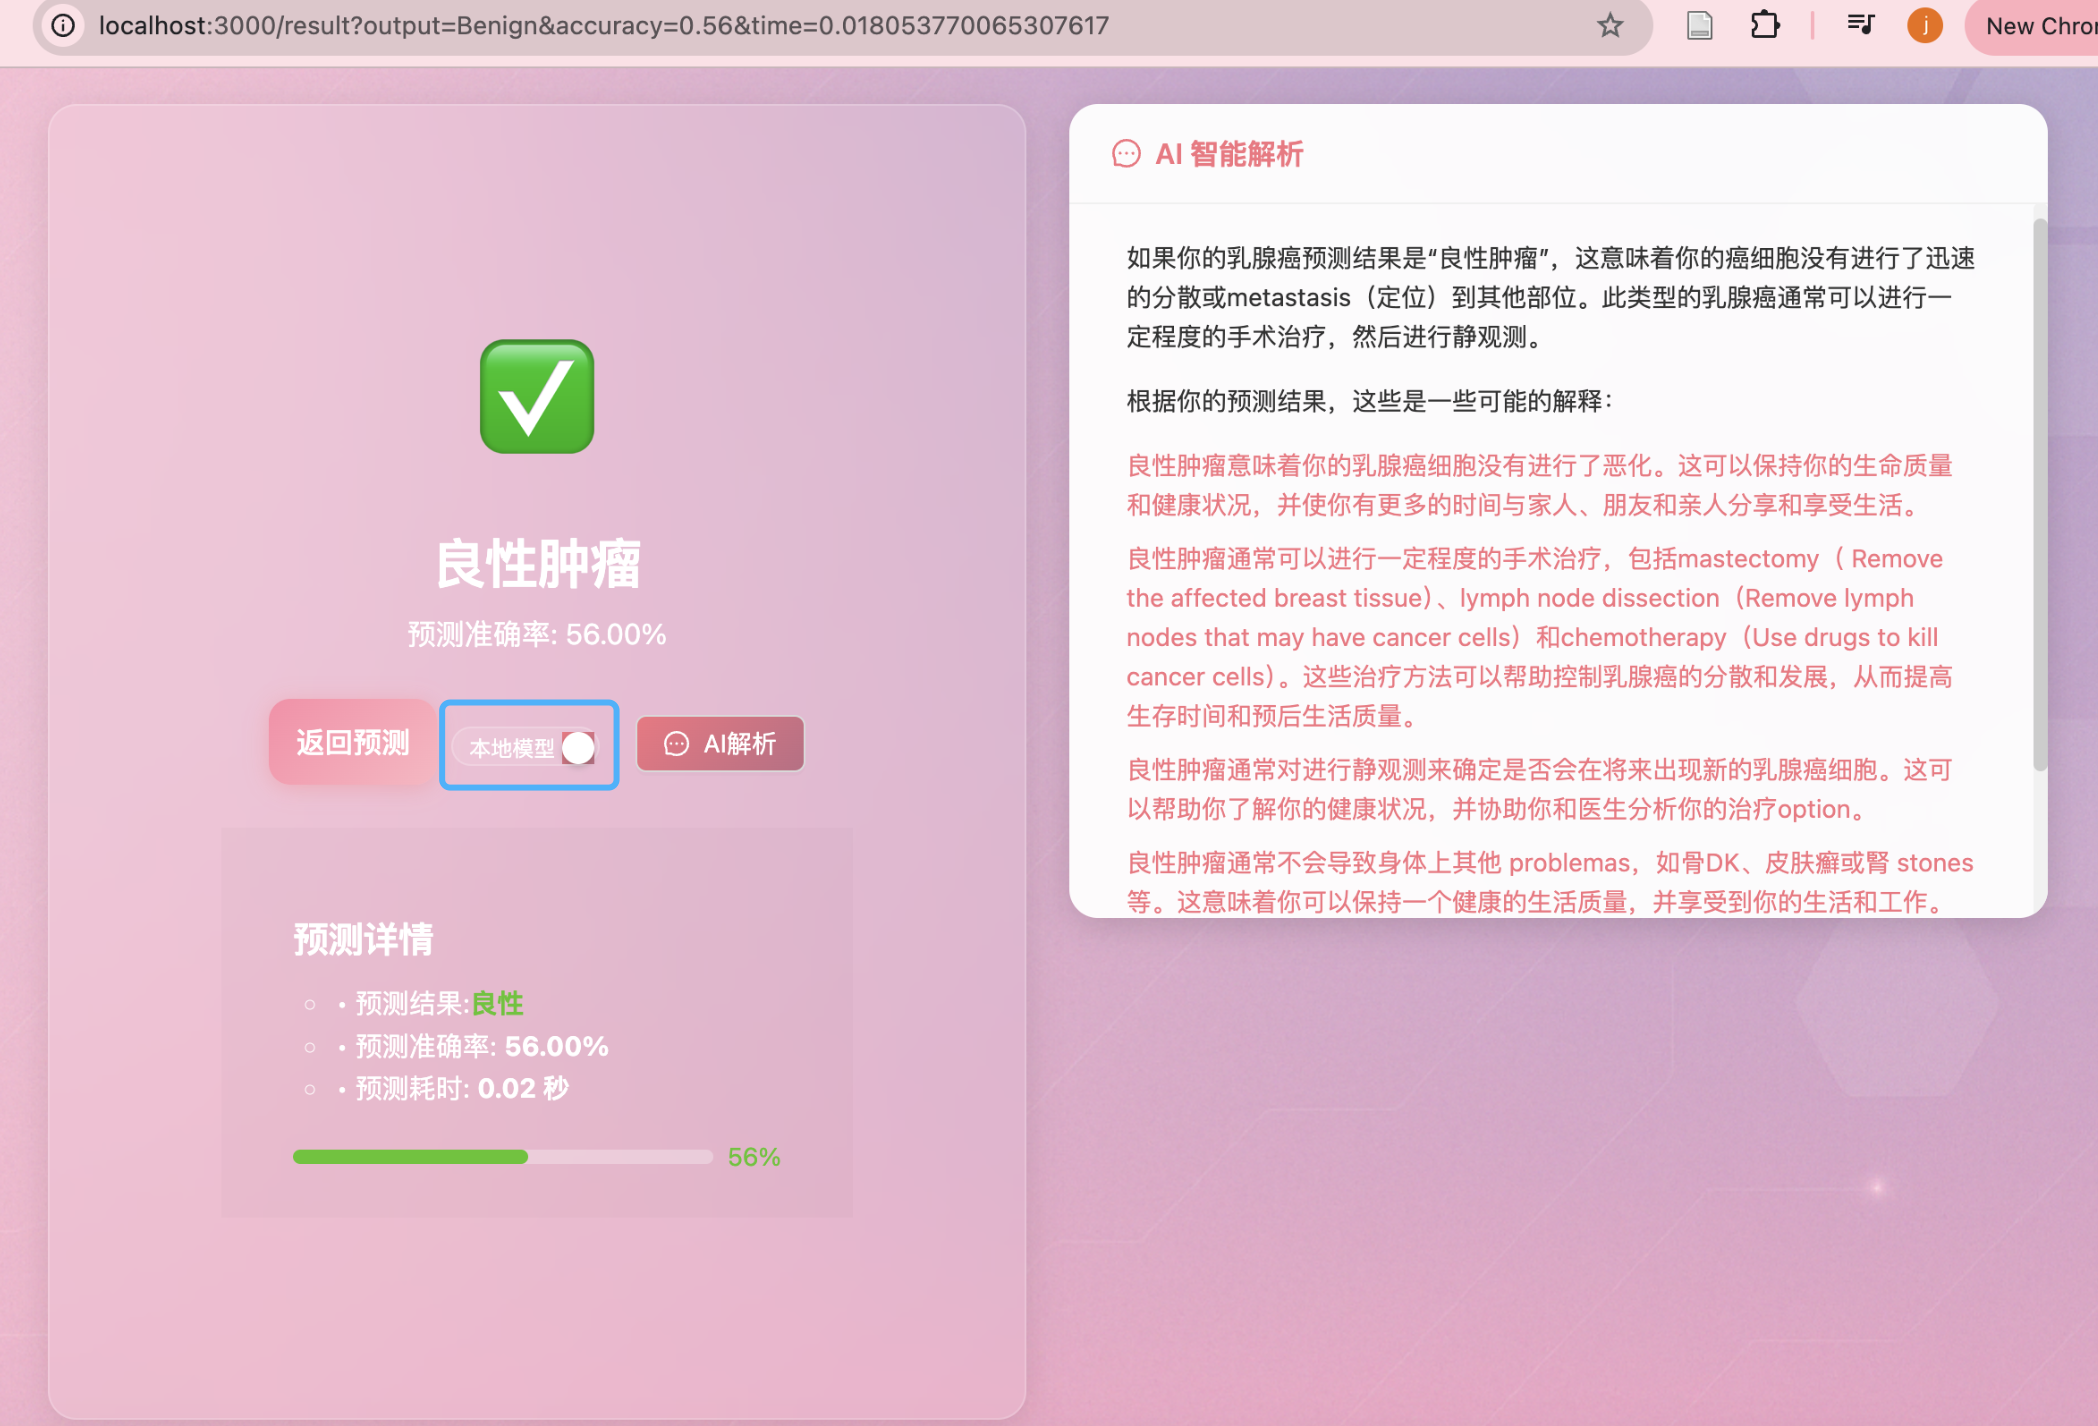 localhost:3000/result?output=Benign&accuracy=0.56&time=0.018053770065307617
j
New Chror
良性肿瘤
预测准确率: 56.00%
返回预测
本地模型
AI解析
预测详情
• 预测结果:良性
• 预测准确率: 56.00%
• 预测耗时: 0.02 秒
56%
AI 智能解析
如果你的乳腺癌预测结果是“良性肿瘤”，这意味着你的癌细胞没有进行了迅速
的分散或metastasis（定位）到其他部位。此类型的乳腺癌通常可以进行一
定程度的手术治疗，然后进行静观测。
根据你的预测结果，这些是一些可能的解释：
良性肿瘤意味着你的乳腺癌细胞没有进行了恶化。这可以保持你的生命质量
和健康状况，并使你有更多的时间与家人、朋友和亲人分享和享受生活。
良性肿瘤通常可以进行一定程度的手术治疗，包括mastectomy（ Remove
the affected breast tissue）、lymph node dissection（Remove lymph
nodes that may have cancer cells）和chemotherapy（Use drugs to kill
cancer cells）。这些治疗方法可以帮助控制乳腺癌的分散和发展，从而提高
生存时间和预后生活质量。
良性肿瘤通常对进行静观测来确定是否会在将来出现新的乳腺癌细胞。这可
以帮助你了解你的健康状况，并协助你和医生分析你的治疗option。
良性肿瘤通常不会导致身体上其他 problemas，如骨DK、皮肤癣或腎 stones
等。这意味着你可以保持一个健康的生活质量，并享受到你的生活和工作。